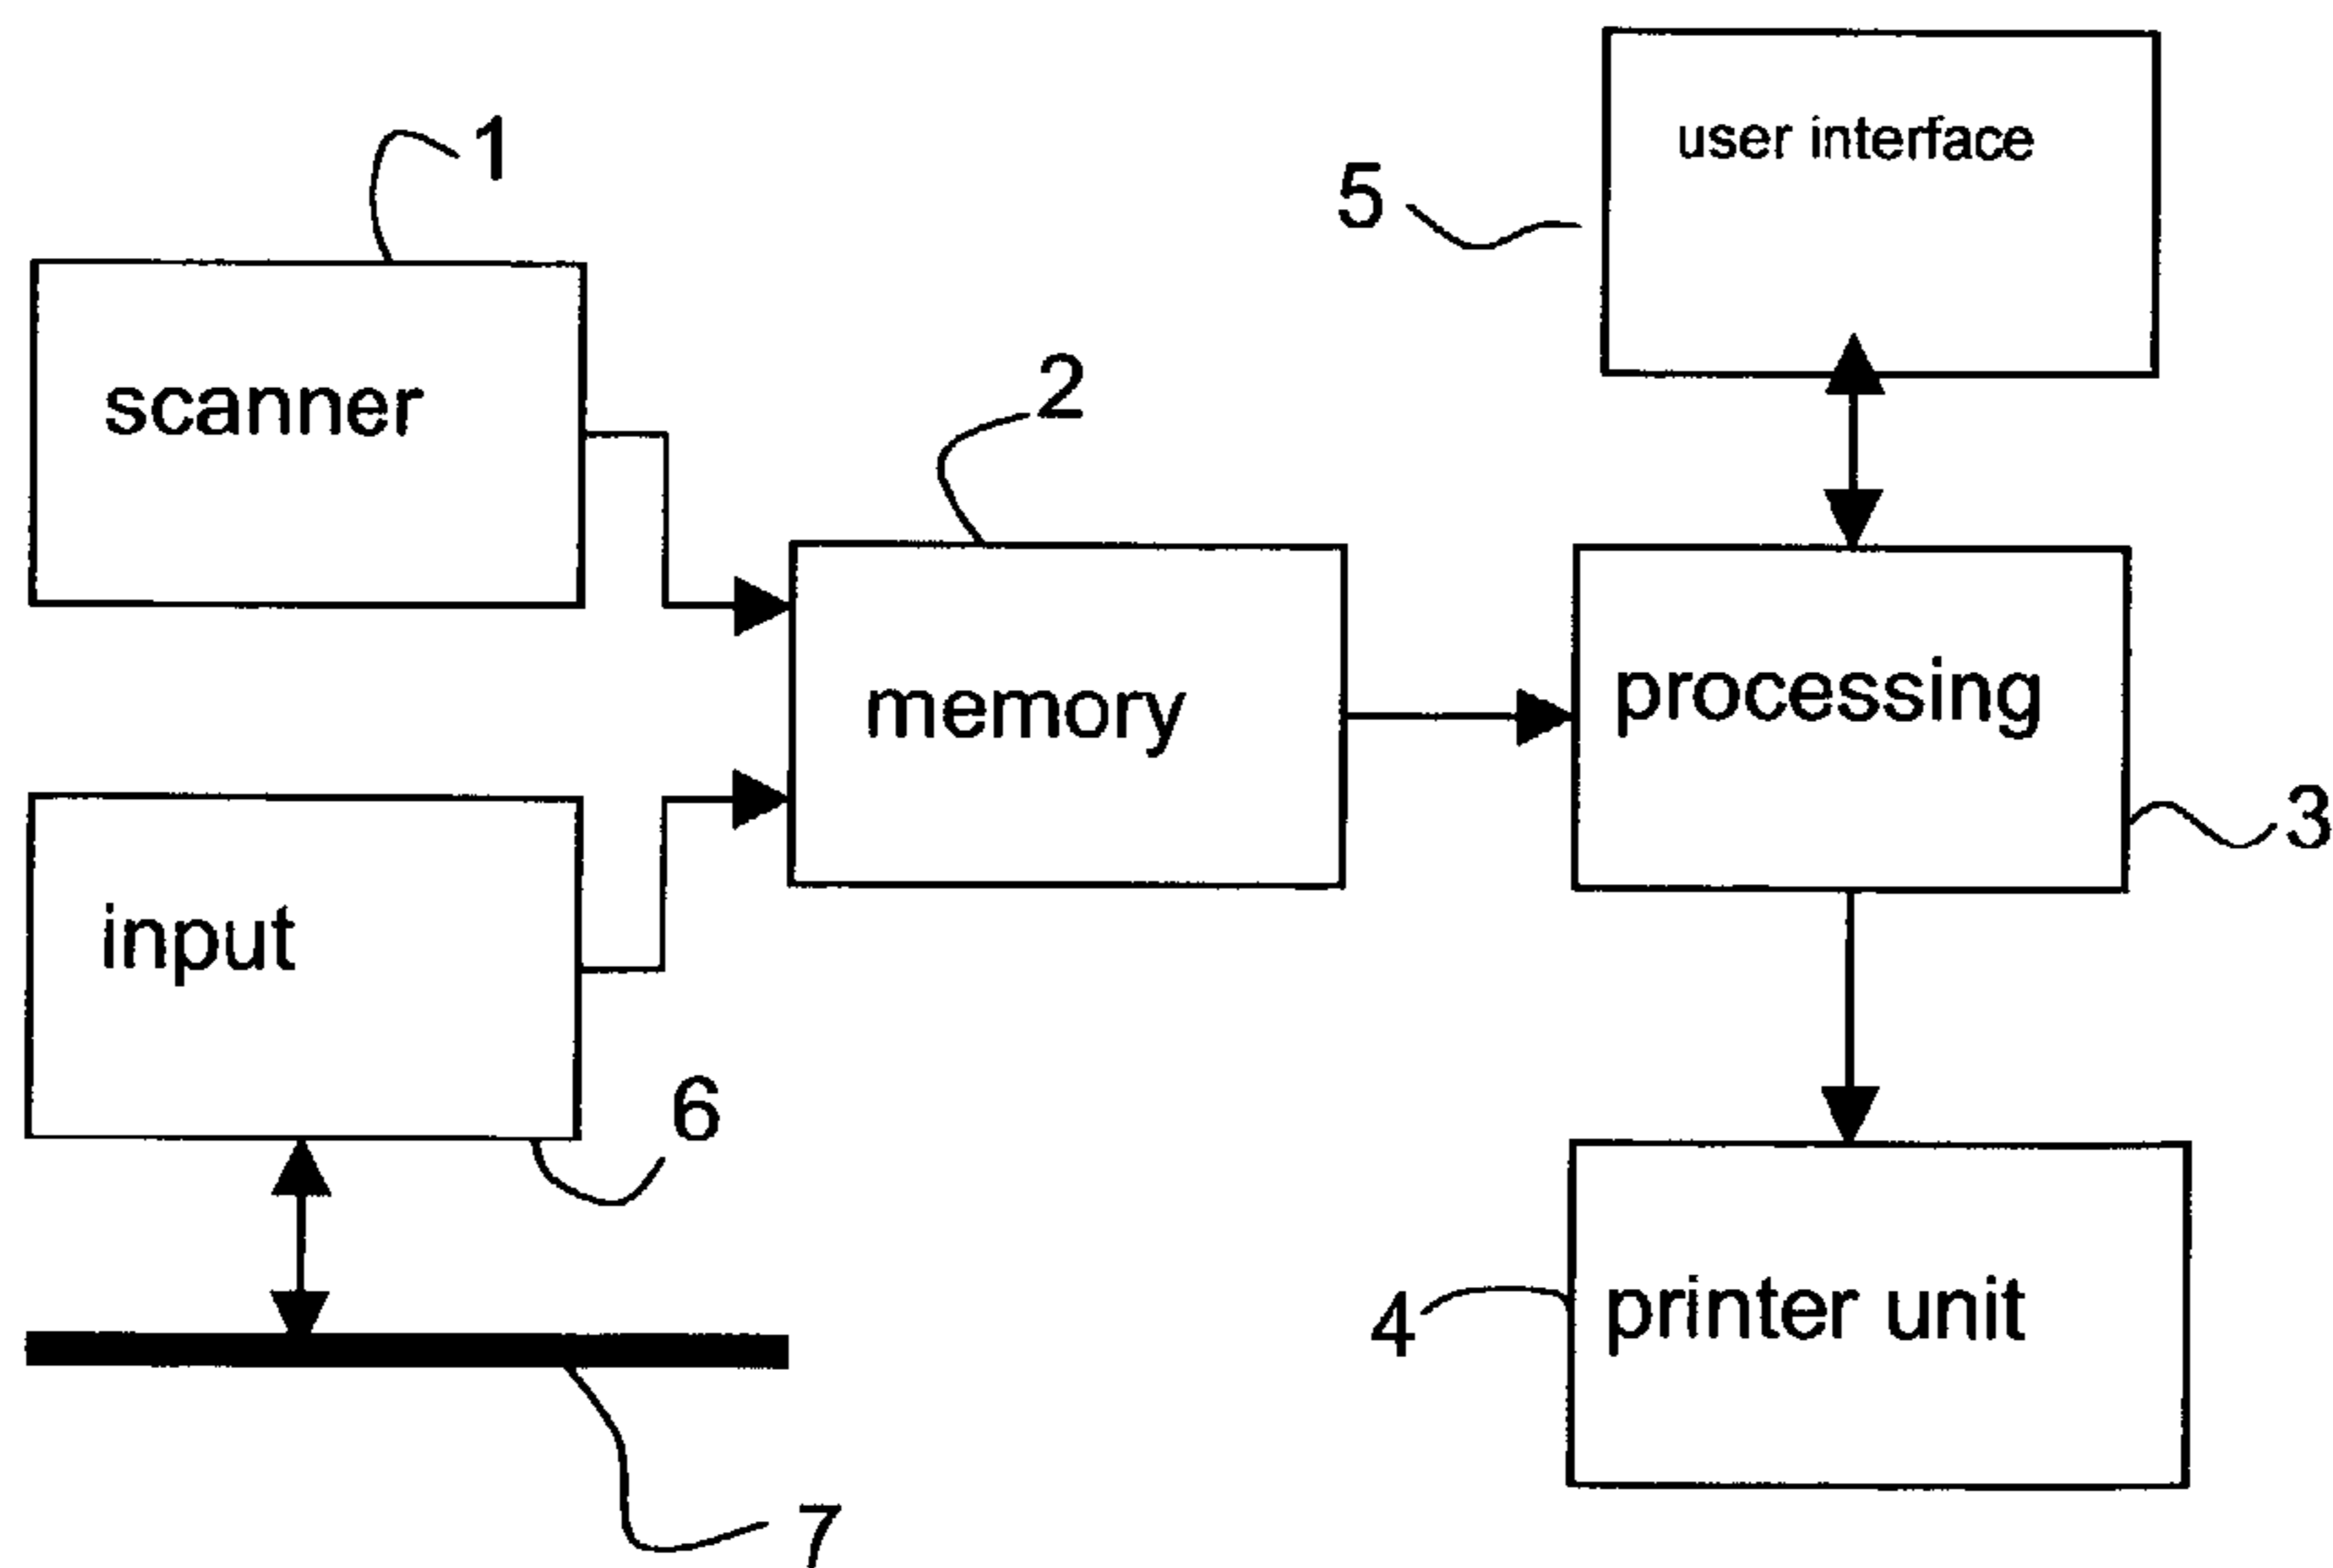 1
user interface
5
scanner
2
memory
processing
3
input
6
4
printer unit
7